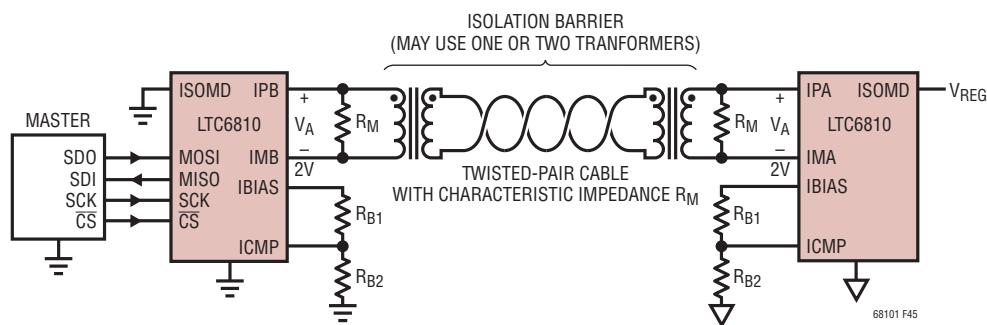 ISOLATION BARRIER
(MAY USE ONE OR TWO TRANFORMERS)
MASTER
SDO
SDI
SCK
CS
ISOMD
IPB
LTC6810
MOSI
MISO
SCK
CS
IMB
IBIAS
ICMP
+
VA
–
2V
RM
RB1
RB2
TWISTED-PAIR CABLE
WITH CHARACTERISTIC IMPEDANCE RM
RM
+
VA
–
2V
RB1
RB2
IPA
ISOMD
LTC6810
IMA
IBIAS
ICMP
VREG
68101 F45